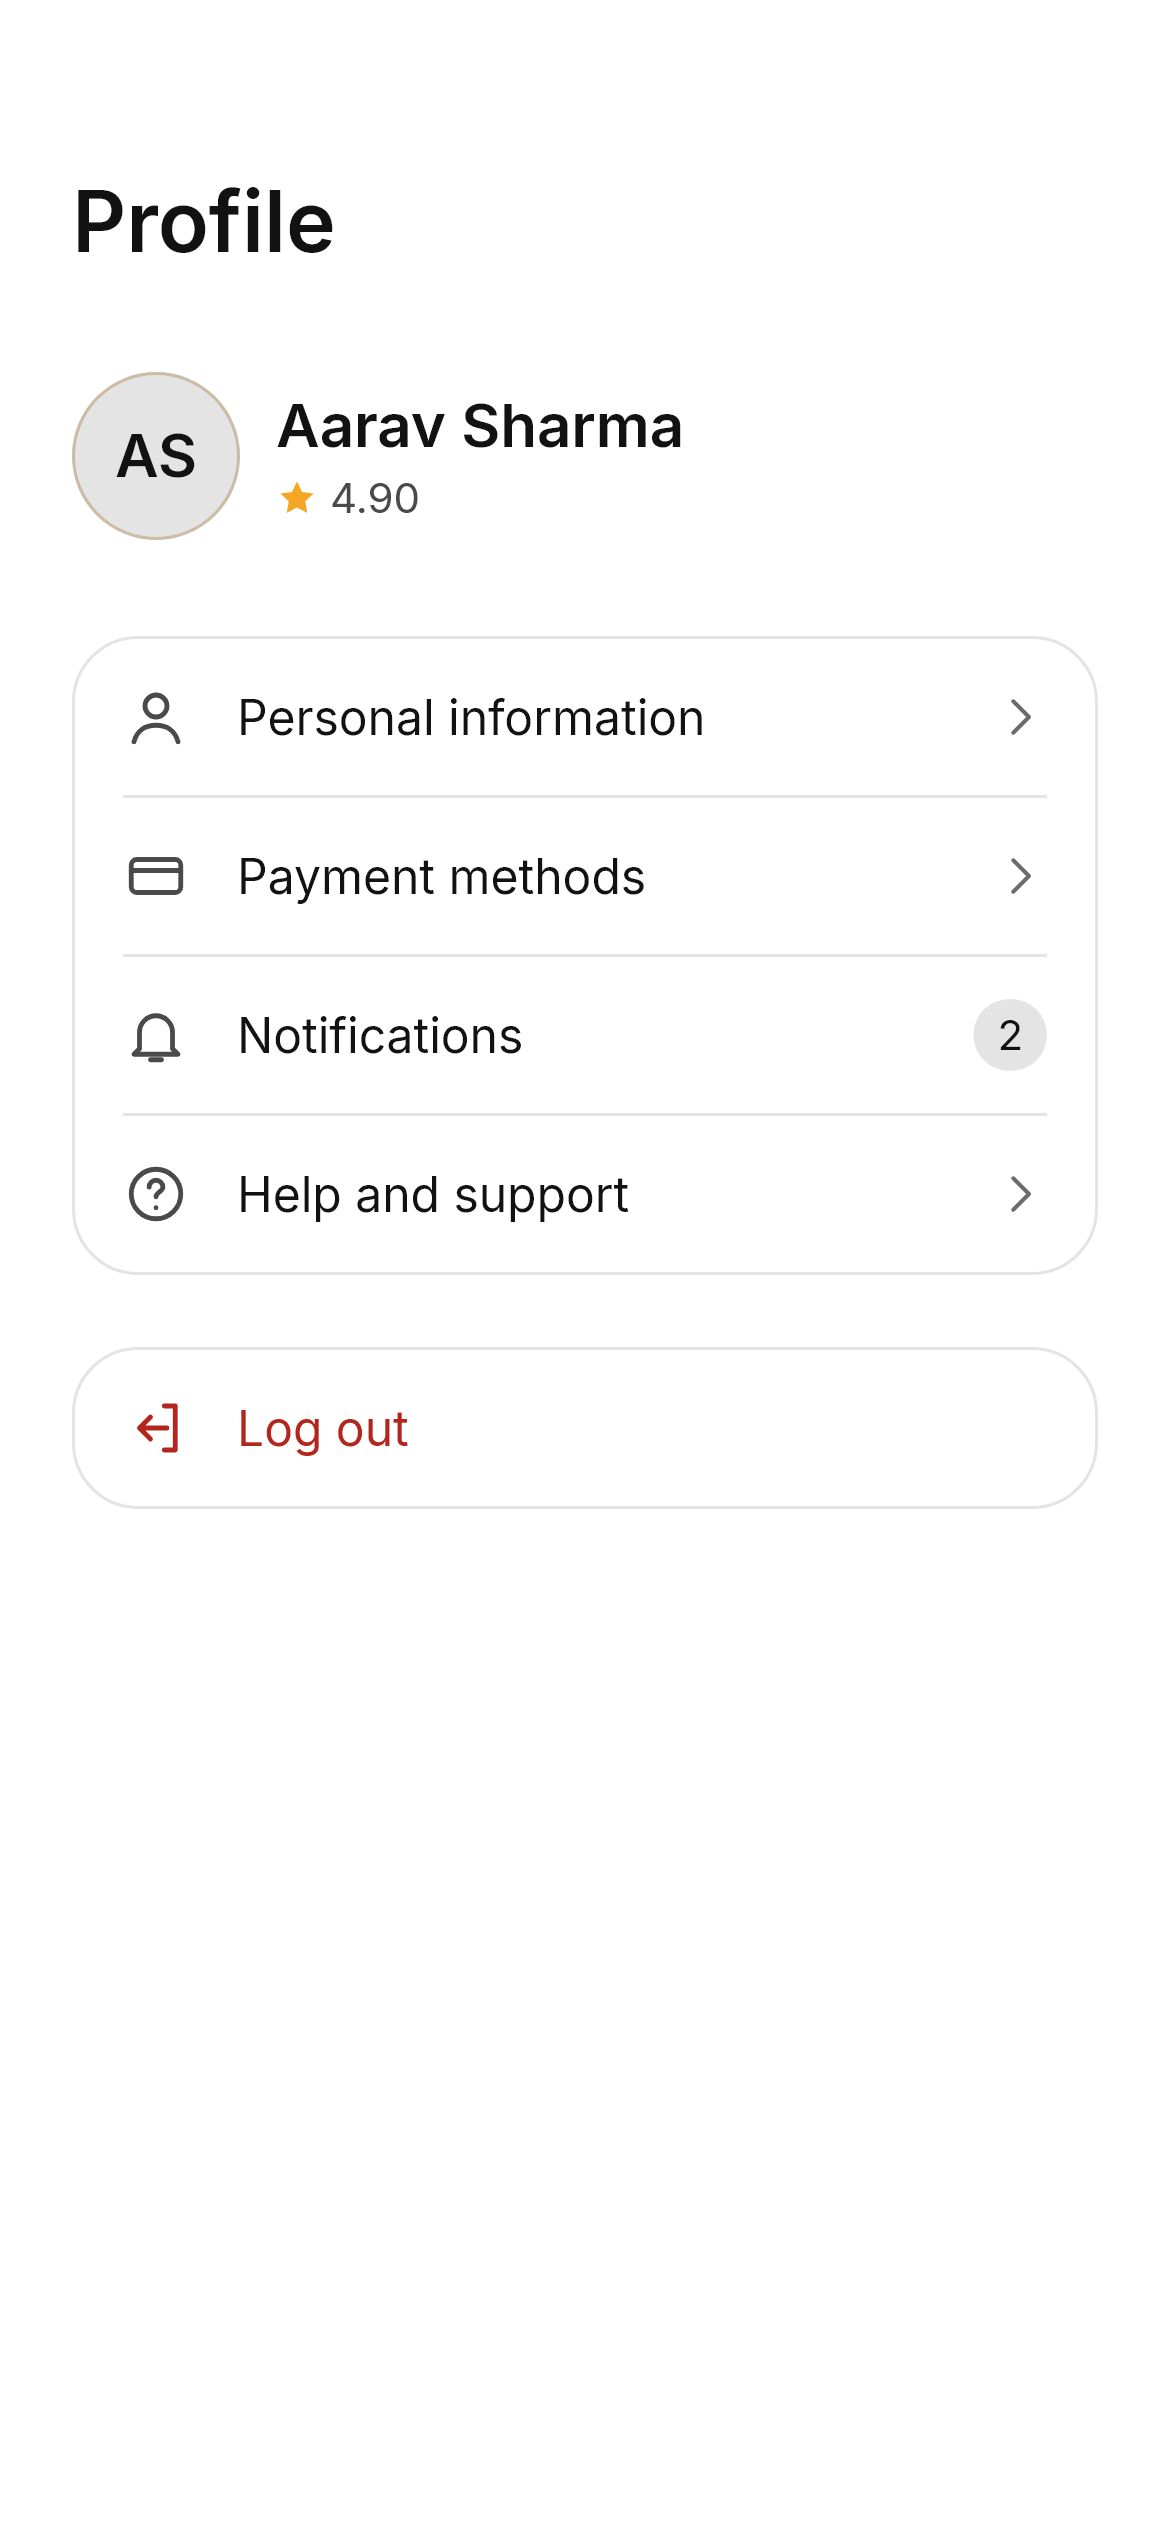 Profile
AS
Aarav Sharma
4.90
Personal information
Payment methods
Notifications
2
Help and support
Log out